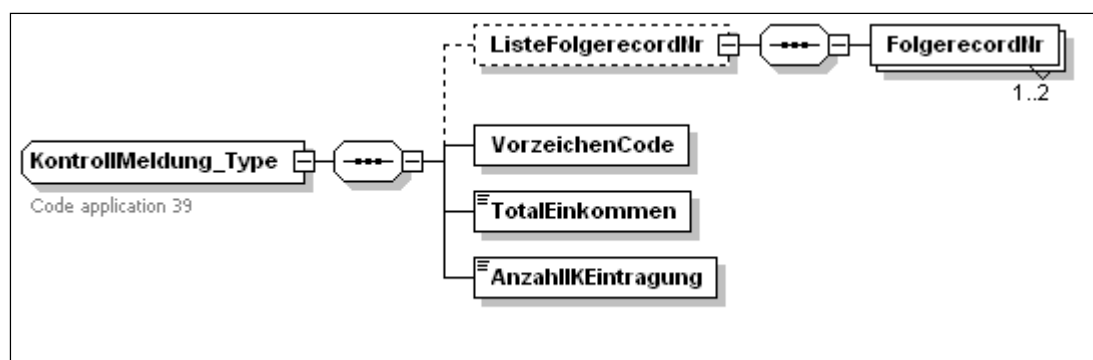 ListeFolgerecordNr
FolgerecordNr
1..2
VorzeichenCode
KontrollMeldung_Type
Code application 39
TotalEinkommen
AnzahlIKEintragung